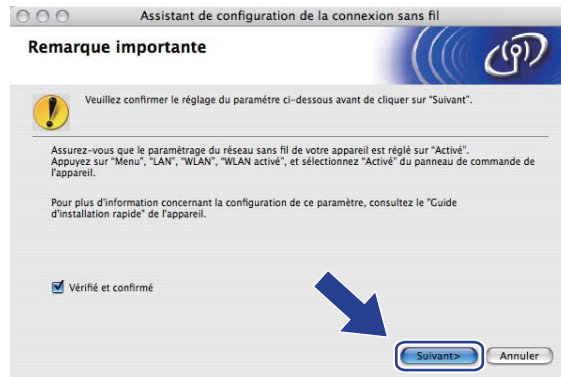 Assistant de configuration de la connexion sans fil
Remarque importante
Veuillez confirmer le réglage du paramétre ci-dessous avant de cliquer sur "Suivant".
Assurez-vous que le paramètrage du réseau sans fil de votre appareil est réglé sur "Activé".
Appuyez sur "Menu", "LAN", "WLAN", "WLAN activé", et sélectionnez "Activé" du panneau de commande de
l'appareil.
Pour plus d'information concernant la configuration de ce paramètre, consultez le "Guide
d'installation rapide" de l'appareil.
Vérifié et confirmé
Suivant>
Annuler